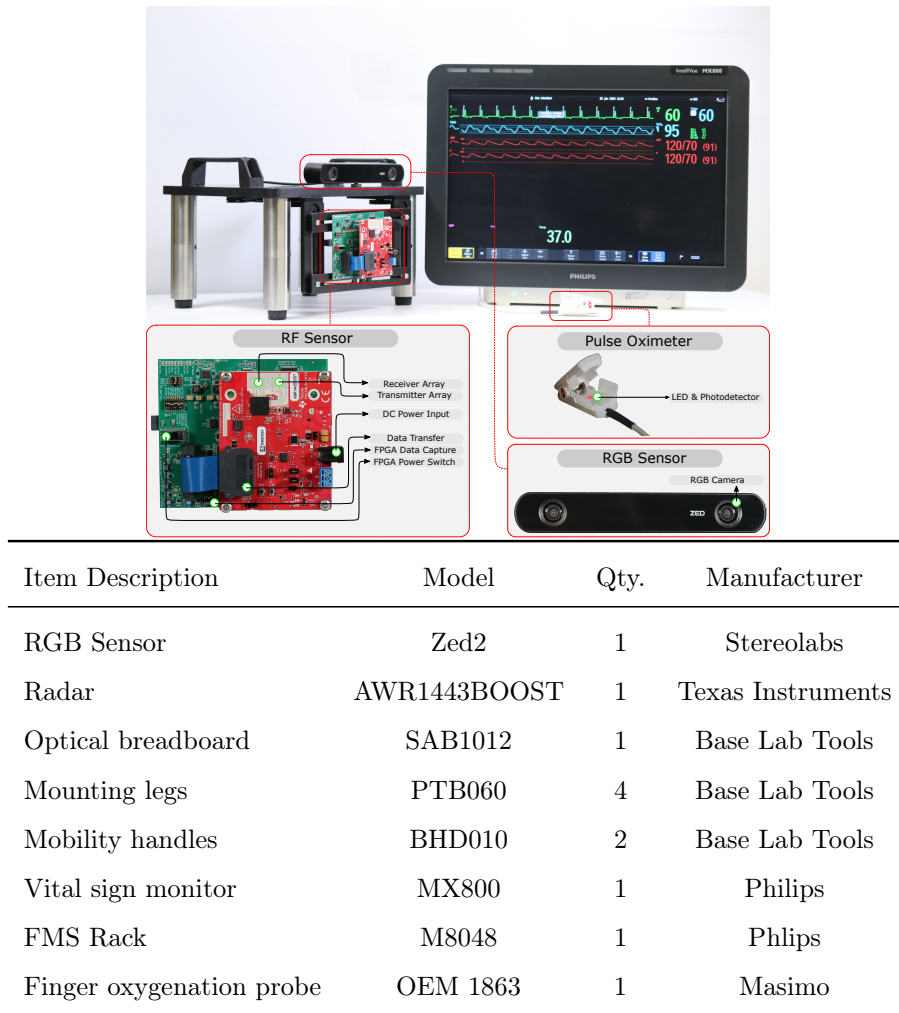 IntelliVue MX800
60 60
95
120/70 (91)
120/70 (91)
37.0
PHILIPS
RF Sensor
Receiver Array
Transmitter Array
DC Power Input
Data Transfer
FPGA Data Capture
FPGA Power Switch
Pulse Oximeter
LED & Photodetector
RGB Sensor
RGB Camera
ZED
Item Description Model Qty. Manufacturer
RGB Sensor Zed2 1 Stereolabs
Radar AWR1443BOOST 1 Texas Instruments
Optical breadboard SAB1012 1 Base Lab Tools
Mounting legs PTB060 4 Base Lab Tools
Mobility handles BHD010 2 Base Lab Tools
Vital sign monitor MX800 1 Philips
FMS Rack M8048 1 Phlips
Finger oxygenation probe OEM 1863 1 Masimo